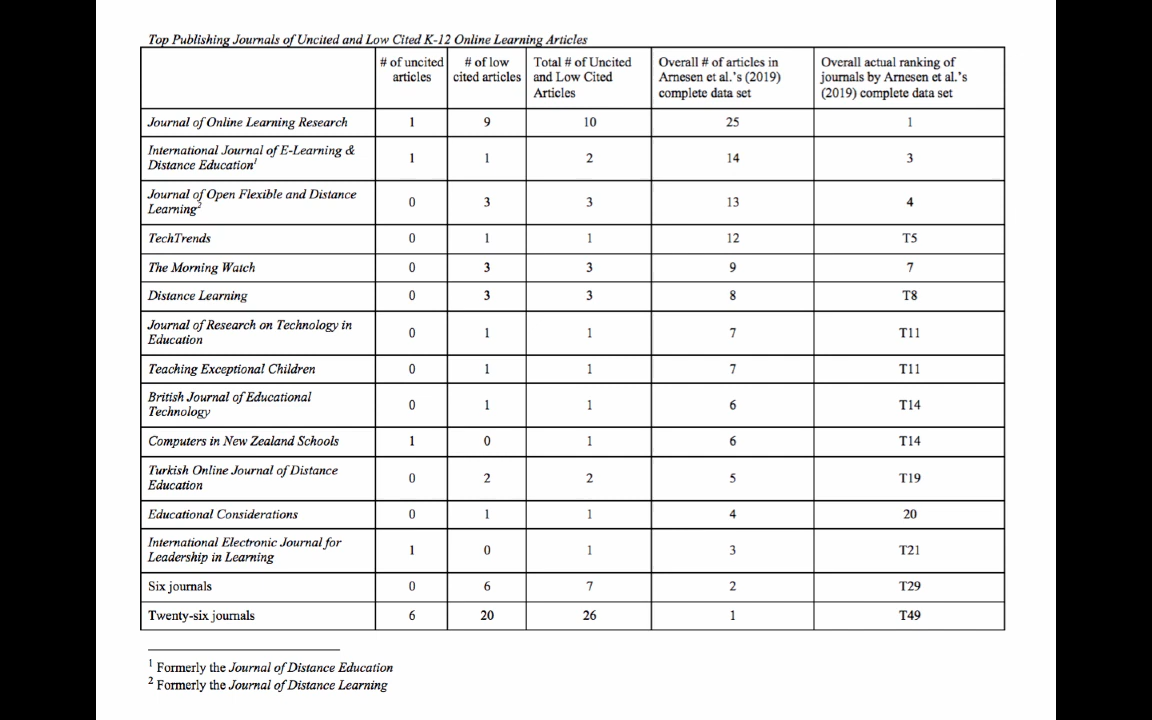 Top Publishing Journals of Uncited and Low Cited K-12 Online Learning Articles
# of uncited articles # of low cited articles Total # of Uncited and Low Cited Articles Overall # of articles in Arnesen et al.'s (2019) complete data set Overall actual ranking of journals by Arnesen et al.'s (2019) complete data set
Journal of Online Learning Research 1 9 10 25 1
International Journal of E-Learning & Distance Education¹ 1 1 2 14 3
Journal of Open Flexible and Distance Learning² 0 3 3 13 4
TechTrends 0 1 1 12 T5
The Morning Watch 0 3 3 9 7
Distance Learning 0 3 3 8 T8
Journal of Research on Technology in Education 0 1 1 7 T11
Teaching Exceptional Children 0 1 1 7 T11
British Journal of Educational Technology 0 1 1 6 T14
Computers in New Zealand Schools 1 0 1 6 T14
Turkish Online Journal of Distance Education 0 2 2 5 T19
Educational Considerations 0 1 1 4 20
International Electronic Journal for Leadership in Learning 1 0 1 3 T21
Six journals 0 6 7 2 T29
Twenty-six journals 6 20 26 1 T49
¹ Formerly the Journal of Distance Education
² Formerly the Journal of Distance Learning